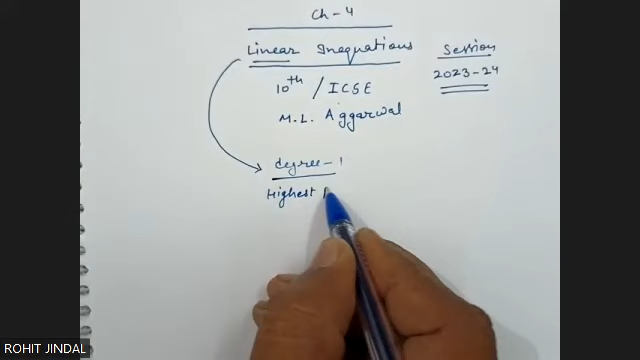 Ch - 4
Linear Inequations
Session
2023-24
10th / ICSE
M.L. Aggarwal
degree - 1
Highest
ROHIT JINDAL